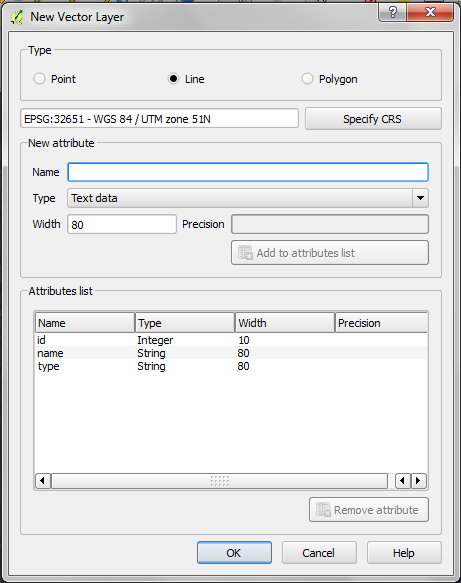 New Vector Layer
Type
Point Line Polygon
EPSG:32651 - WGS 84 / UTM zone 51N Specify CRS
New attribute
Name
Type Text data
Width 80 Precision
Add to attributes list
Attributes list
Name Type Width Precision
id Integer 10
name String 80
type String 80
Remove attribute
OK Cancel Help